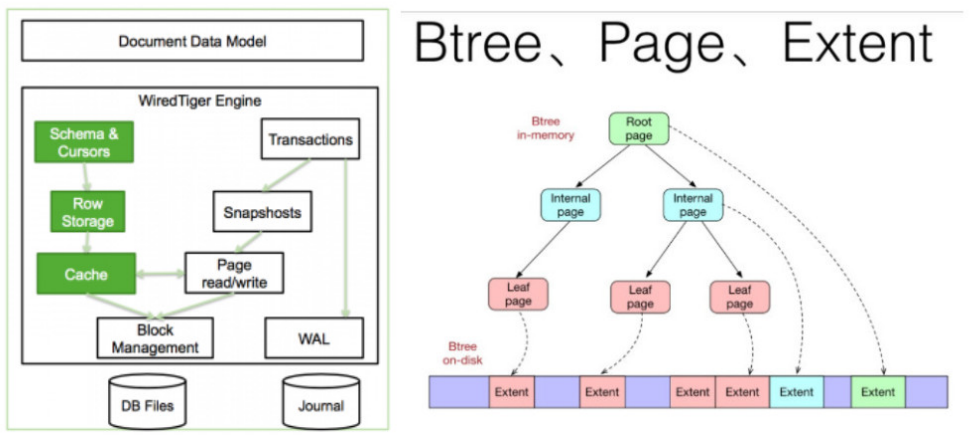 Document Data Model
WiredTiger Engine
Schema &
Cursors
Transactions
Row
Storage
Snapshosts
Cache
Page
read/write
Block
Management
WAL
DB Files
Journal
Btree、Page、Extent
Btree
in-memory
Root
page
Internal
page
Internal
page
Leaf
page
Leaf
page
Leaf
page
Btree
on-disk
Extent
Extent
Extent
Extent
Extent
Extent